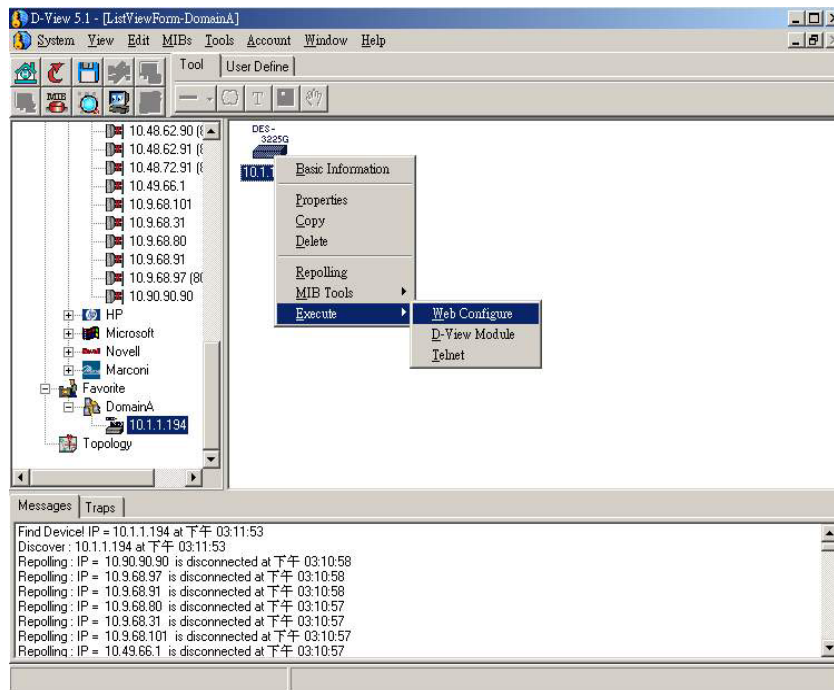 D-View 5.1 - [ListViewForm-DomainA]
System View Edit MIBs Tools Account Window Help
Tool User Define
MIB T
10.48.62.90 (8
10.48.62.91 (8
10.48.72.91 (8
10.49.66.1
10.9.68.101
10.9.68.31
10.9.68.80
10.9.68.91
10.9.68.97 (80
10.90.90.90
HP
Microsoft
Novell
Marconi
Favorite
DomainA
10.1.1.194
Topology
DES-
3225G
10.1.1
Basic Information
Properties
Copy
Delete
Repolling
MIB Tools
Execute
Web Configure
D-View Module
Telnet
Messages Traps
Find Device! IP = 10.1.1.194 at 下午 03:11:53
Discover : 10.1.1.194 at 下午 03:11:53
Repolling : IP = 10.90.90.90 is disconnected at 下午 03:10:58
Repolling : IP = 10.9.68.97 is disconnected at 下午 03:10:58
Repolling : IP = 10.9.68.91 is disconnected at 下午 03:10:58
Repolling : IP = 10.9.68.80 is disconnected at 下午 03:10:57
Repolling : IP = 10.9.68.31 is disconnected at 下午 03:10:57
Repolling : IP = 10.9.68.101 is disconnected at 下午 03:10:57
Repolling : IP = 10.49.66.1 is disconnected at 下午 03:10:57